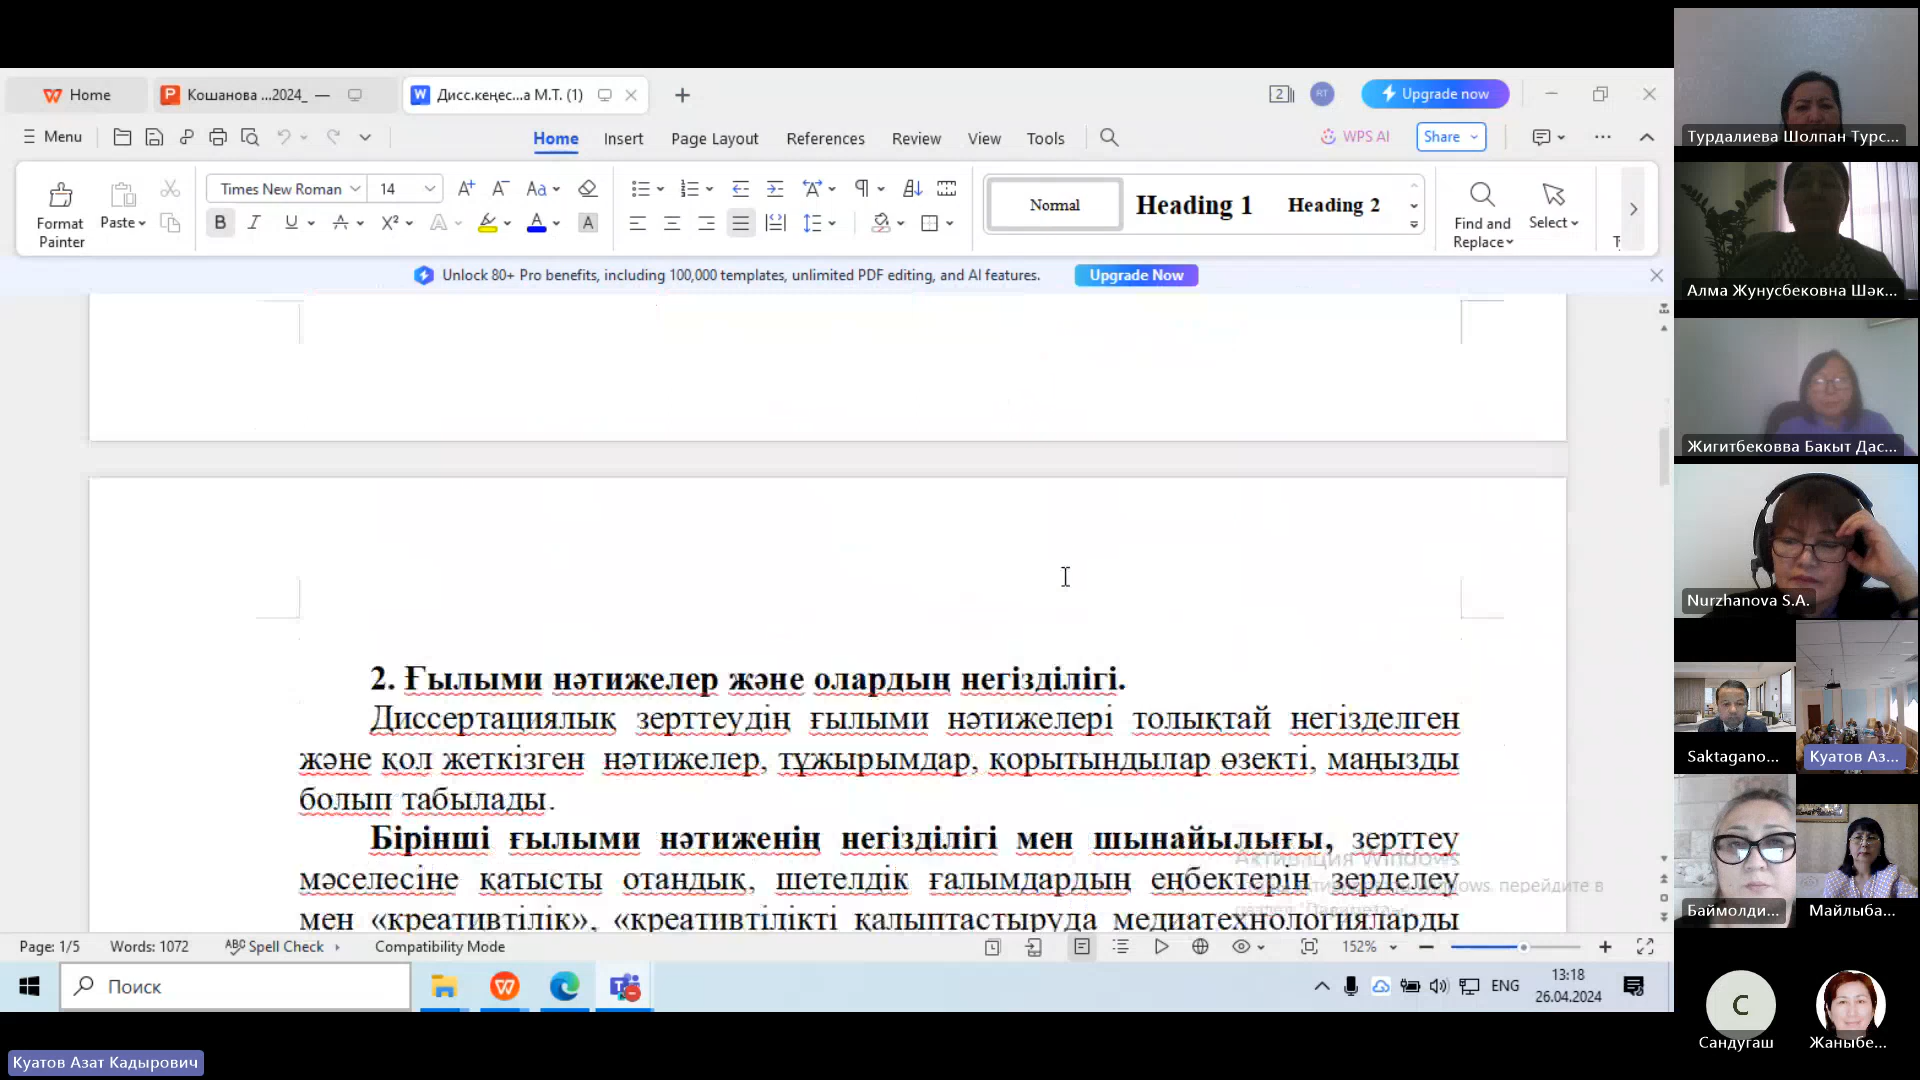 Home
Кошанова ...2024_
Дисс.кеңес...а М.Т. (1)
2
RT
Upgrade now
Menu
Home
Insert
Page Layout
References
Review
View
Tools
WPS AI
Share
Format
Painter
Paste
Times New Roman
14
Normal
Heading 1
Heading 2
Find and
Replace
Select
Unlock 80+ Pro benefits, including 100,000 templates, unlimited PDF editing, and AI features.
Upgrade Now
2. Ғылыми нәтижелер және олардың негізділігі.
Диссертациялық зерттеудің ғылыми нәтижелері толықтай негізделген
және қол жеткізген нәтижелер, тұжырымдар, қорытындылар өзекті, маңызды
болып табылады.
Бірінші ғылыми нәтиженің негізділігі мен шынайылығы, зерттеу
мәселесіне қатысты отандық, шетелдік ғалымдардың еңбектерін зерделеу
мен «креативтілік», «креативтілікті қалыптастыруда медиатехнологияларды
Активация Windows
перейдите в
Page: 1/5
Words: 1072
Spell Check
Compatibility Mode
152%
Поиск
ENG
13:18
26.04.2024
Турдалиева Шолпан Турс...
Алма Жунусбековна Шәк...
Жигитбековва Бакыт Дас...
Nurzhanova S.A.
Saktagano...
Куатов Аз...
Баймолди...
Майлыба...
С
Сандугаш
Жаныбе...
Куатов Азат Кадырович